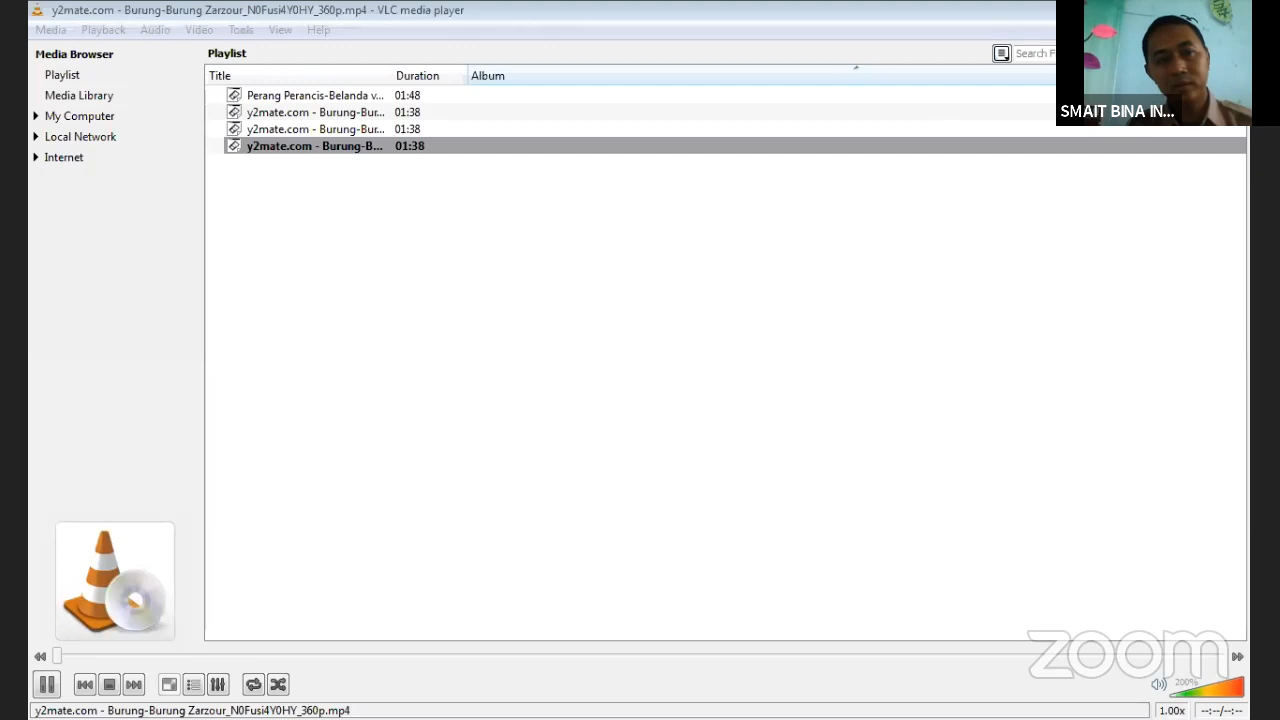 y2mate.com - Burung-Burung Zarzour_N0Fusi4Y0HY_360p.mp4 - VLC media player
Media Playback Audio Video Tools View Help
Media Browser
Playlist
Media Library
My Computer
Local Network
Internet
Playlist
Search F
Title Duration Album
Perang Perancis-Belanda v... 01:48
y2mate.com - Burung-Bur... 01:38
y2mate.com - Burung-Bur... 01:38
y2mate.com - Burung-B... 01:38
SMAIT BINA IN...
zoom
200%
y2mate.com - Burung-Burung Zarzour_N0Fusi4Y0HY_360p.mp4
1.00x
--:--/--:--